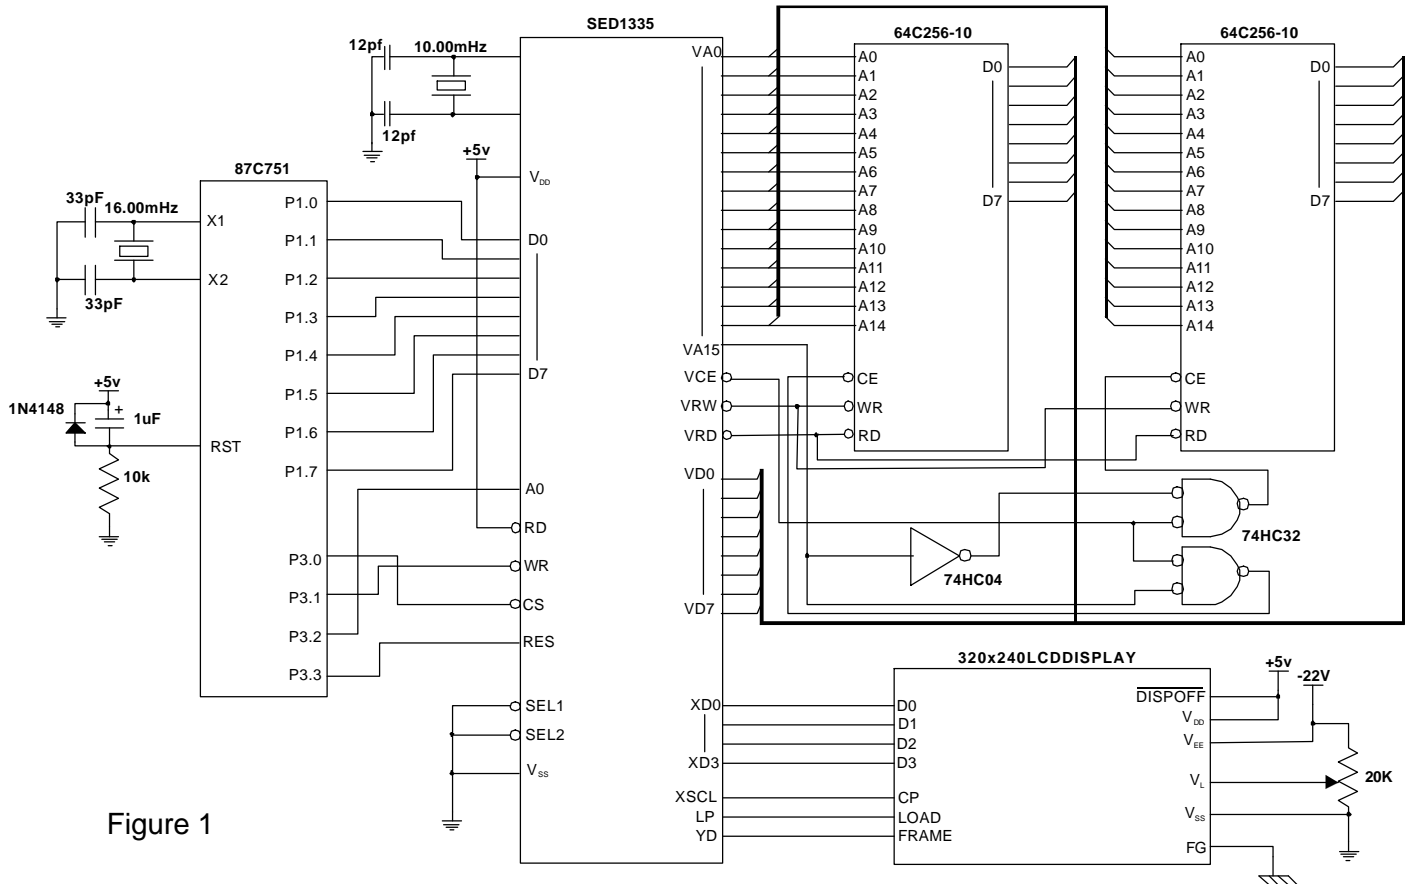 SED1335
64C256-10
64C256-10
12pf
10.00mHz
12pf
+5v
87C751
33pF
16.00mHz
33pF
X1
X2
+5v
1N4148
+
1uF
10k
RST
P1.0
P1.1
P1.2
P1.3
P1.4
P1.5
P1.6
P1.7
P3.0
P3.1
P3.2
P3.3
VDD
D0
D7
A0
RD
WR
CS
RES
SEL1
SEL2
VSS
VA0
VA15
VCE
VRW
VRD
VD0
VD7
XD0
XD3
XSCL
LP
YD
A0
A1
A2
A3
A4
A5
A6
A7
A8
A9
A10
A11
A12
A13
A14
CE
WR
RD
D0
D7
A0
A1
A2
A3
A4
A5
A6
A7
A8
A9
A10
A11
A12
A13
A14
CE
WR
RD
D0
D7
74HC32
74HC04
320x240LCDDISPLAY
D0
D1
D2
D3
CP
LOAD
FRAME
DISPOFF
VDD
VEE
VL
VSS
FG
+5v
-22V
20K
Figure 1